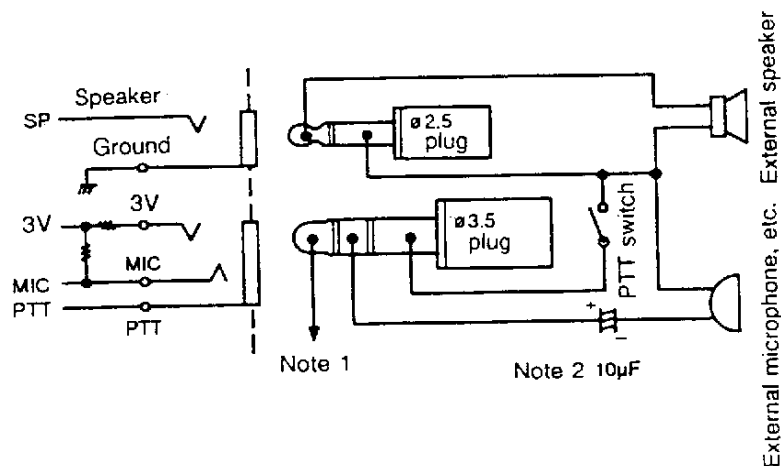 Speaker
SP
Ground
3V
3V
MIC
MIC
PTT
PTT
ø2.5
plug
ø3.5
plug
PTT switch
+
−
Note 1
Note 2 10µF
External speaker
External microphone, etc.